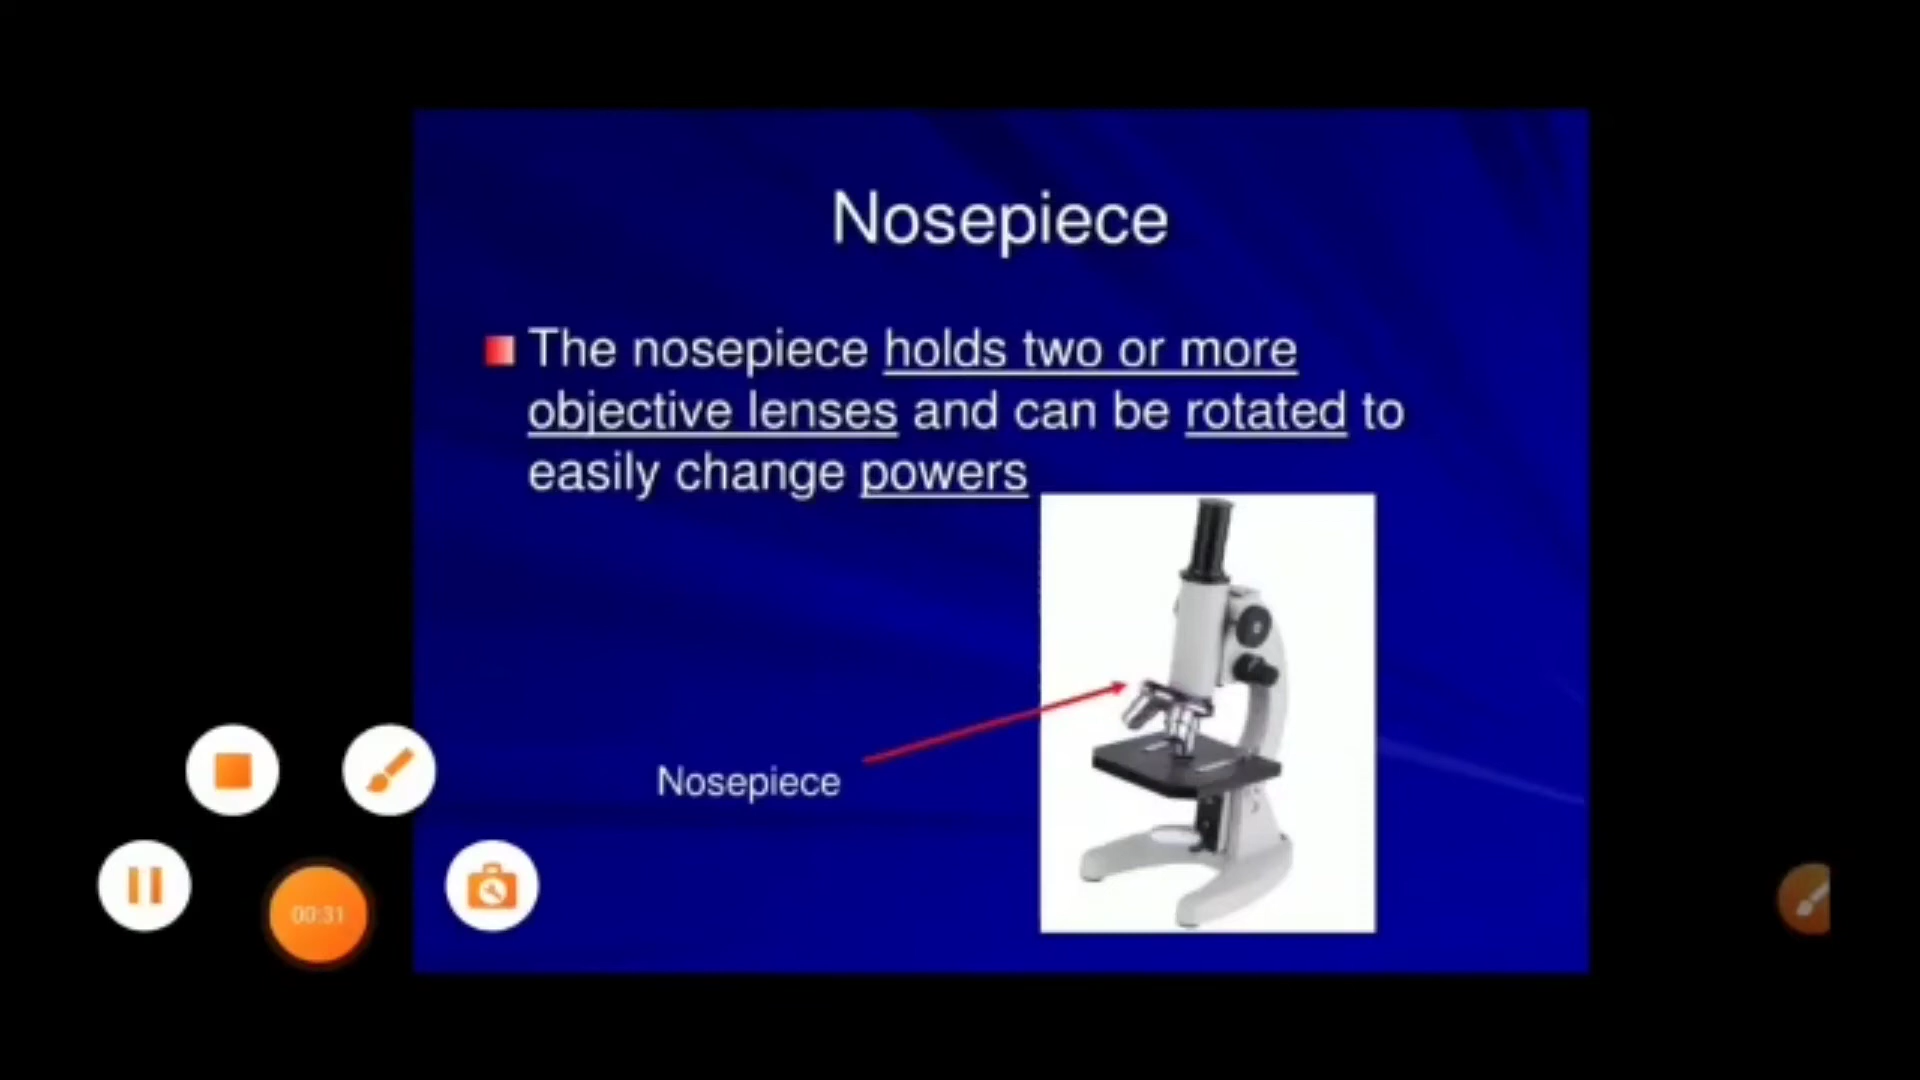 Nosepiece
The nosepiece holds two or more
objective lenses and can be rotated to
easily change powers
Nosepiece
00:31